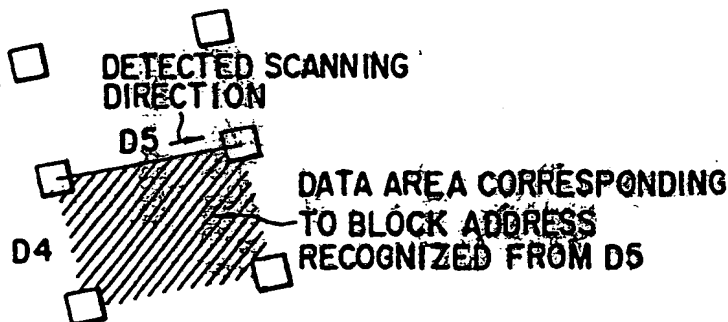 DETECTED SCANNING
DIRECTION
D5
DATA AREA CORRESPONDING
TO BLOCK ADDRESS
D4
RECOGNIZED FROM D5